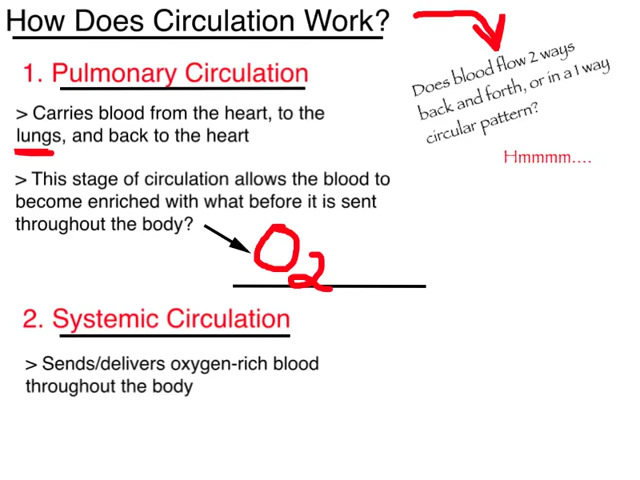 How Does Circulation Work?
Does blood flow 2 ways
back and forth, or in a 1 way
circular pattern?
Hmmmm....
1. Pulmonary Circulation
> Carries blood from the heart, to the
lungs, and back to the heart
> This stage of circulation allows the blood to
become enriched with what before it is sent
throughout the body?
O2
2. Systemic Circulation
> Sends/delivers oxygen-rich blood
throughout the body